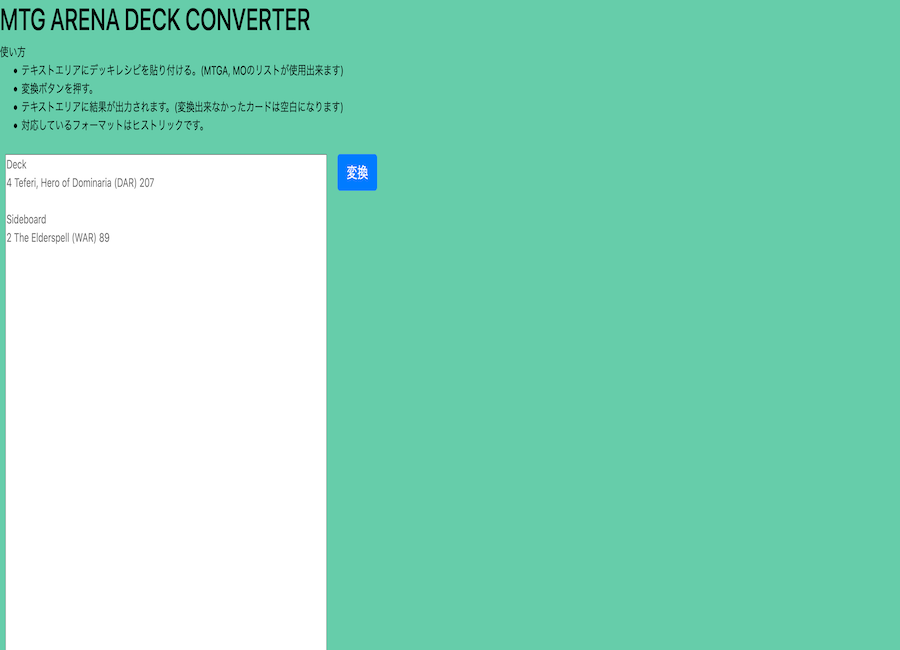 MTG ARENA DECK CONVERTER
使い方
• テキストエリアにデッキレシピを貼り付ける。(MTGA, MOのリストが使用出来ます)
• 変換ボタンを押す。
• テキストエリアに結果が出力されます。(変換出来なかったカードは空白になります)
• 対応しているフォーマットはヒストリックです。
Deck
4 Teferi, Hero of Dominaria (DAR) 207
Sideboard
2 The Elderspell (WAR) 89
変換